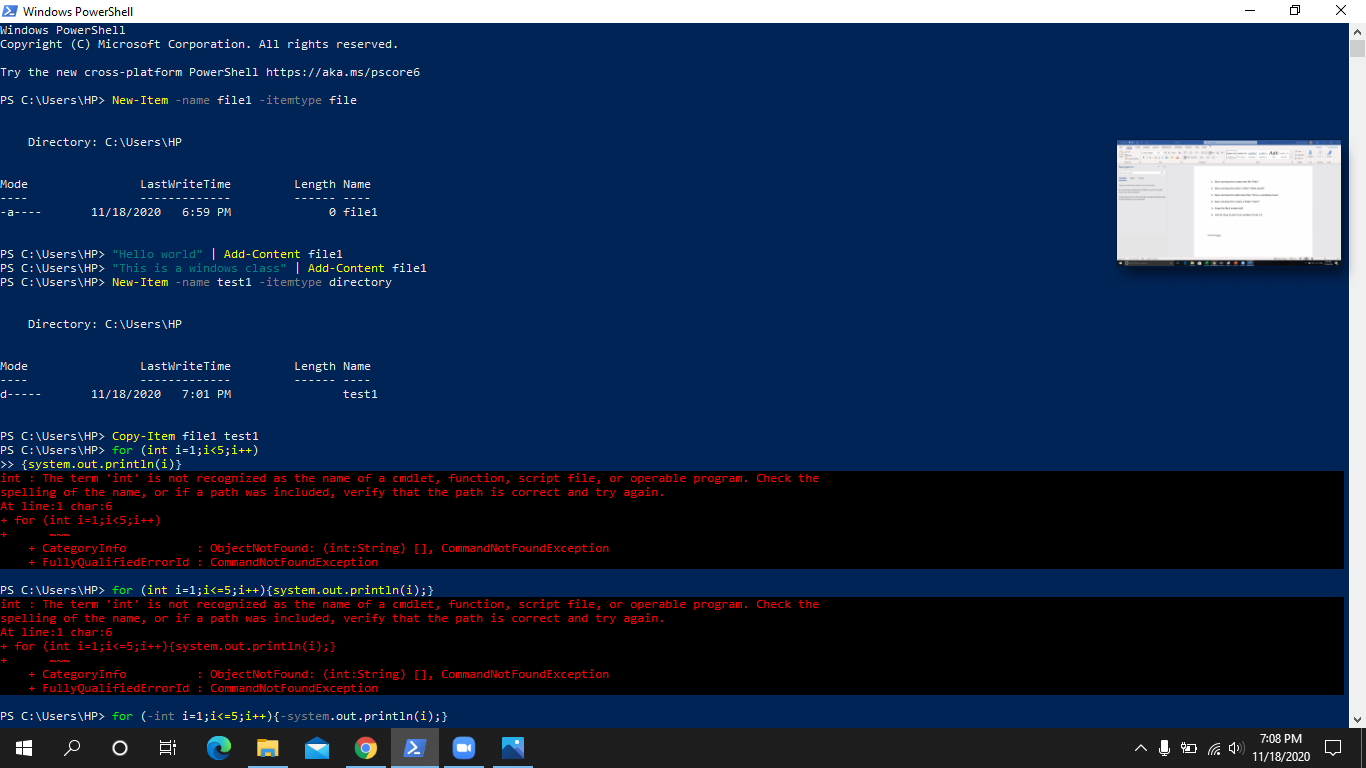 Windows PowerShell
Windows PowerShell
Copyright (C) Microsoft Corporation. All rights reserved.
Try the new cross-platform PowerShell https://aka.ms/pscore6
PS C:\Users\HP> New-Item -name file1 -itemtype file
Directory: C:\Users\HP
Mode                LastWriteTime         Length Name
----                -------------         ------ ----
-a----       11/18/2020   6:59 PM              0 file1
PS C:\Users\HP> "Hello world" | Add-Content file1
PS C:\Users\HP> "This is a windows class" | Add-Content file1
PS C:\Users\HP> New-Item -name test1 -itemtype directory
Directory: C:\Users\HP
Mode                LastWriteTime         Length Name
----                -------------         ------ ----
d-----       11/18/2020   7:01 PM                test1
PS C:\Users\HP> Copy-Item file1 test1
PS C:\Users\HP> for (int i=1;i<5;i++)
>> {system.out.println(i)}
int : The term 'int' is not recognized as the name of a cmdlet, function, script file, or operable program. Check the
spelling of the name, or if a path was included, verify that the path is correct and try again.
At line:1 char:6
+ for (int i=1;i<5;i++)
+      ~~~
    + CategoryInfo          : ObjectNotFound: (int:String) [], CommandNotFoundException
    + FullyQualifiedErrorId : CommandNotFoundException
PS C:\Users\HP> for (int i=1;i<=5;i++){system.out.println(i);}
int : The term 'int' is not recognized as the name of a cmdlet, function, script file, or operable program. Check the
spelling of the name, or if a path was included, verify that the path is correct and try again.
At line:1 char:6
+ for (int i=1;i<=5;i++){system.out.println(i);}
+      ~~~
    + CategoryInfo          : ObjectNotFound: (int:String) [], CommandNotFoundException
    + FullyQualifiedErrorId : CommandNotFoundException
PS C:\Users\HP> for (-int i=1;i<=5;i++){-system.out.println(i);}
7:08 PM
11/18/2020